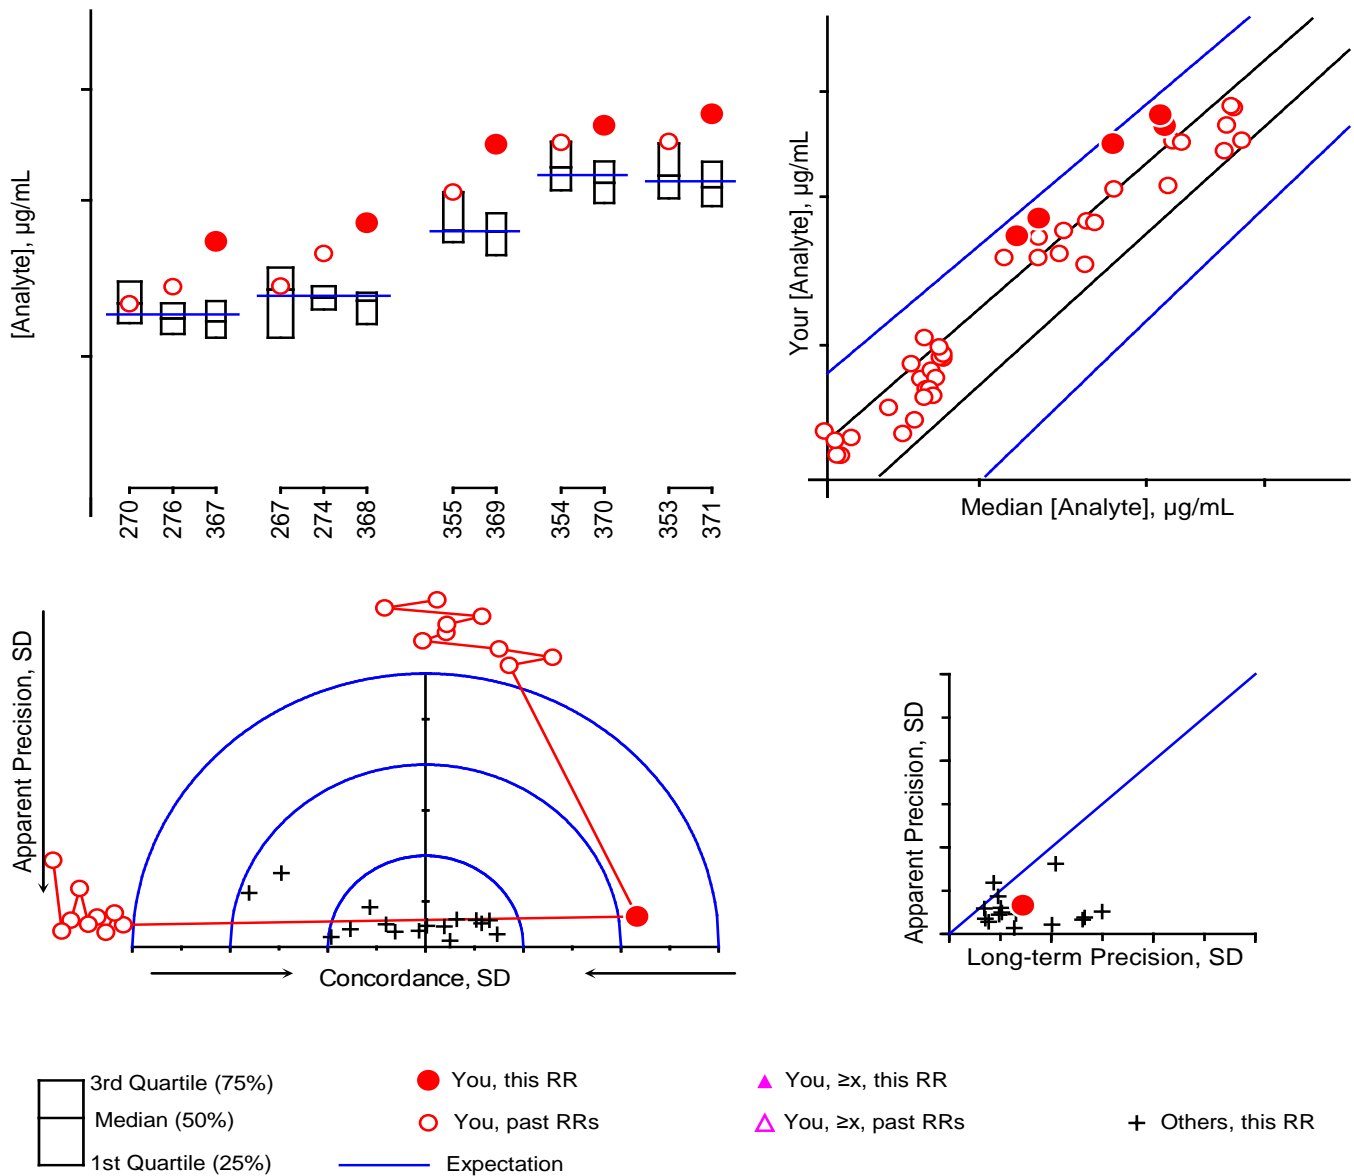 [Analyte], µg/mL
270
276
367
267
274
368
355
369
354
370
353
371
Your [Analyte], µg/mL
Median [Analyte], µg/mL
Apparent Precision, SD
Concordance, SD
Apparent Precision, SD
Long-term Precision, SD
3rd Quartile (75%)
Median (50%)
1st Quartile (25%)
You, this RR
You, past RRs
Expectation
You, ≥x, this RR
You, ≥x, past RRs
Others, this RR